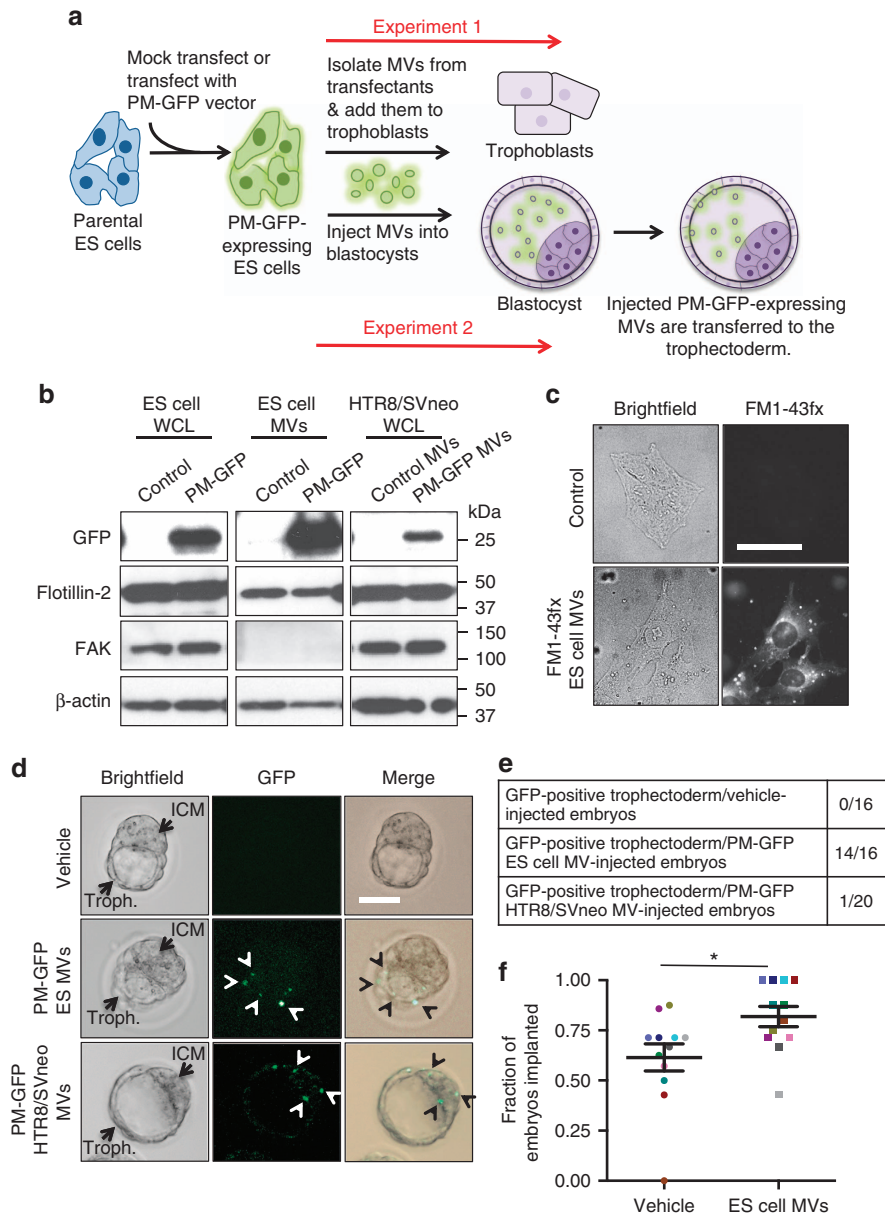 a
Experiment 1
Mock transfect or
transfect with
PM-GFP vector
Isolate MVs from
transfectants
& add them to
trophoblasts
Trophoblasts
Parental
ES cells
PM-GFP-
expressing
ES cells
Inject MVs into
blastocysts
Blastocyst
Injected PM-GFP-expressing
MVs are transferred to the
trophectoderm.
Experiment 2
b
ES cell
WCL
ES cell
MVs
HTR8/SVneo
WCL
Control
PM-GFP
Control
PM-GFP
Control MVs
PM-GFP MVs
kDa
GFP
25
Flotillin-2
50
37
FAK
150
100
β-actin
50
37
c
Brightfield
FM1-43fx
Control
FM1-43fx
ES cell MVs
d
Brightfield
GFP
Merge
Vehicle
ICM
Troph.
PM-GFP
ES MVs
ICM
Troph.
PM-GFP
HTR8/SVneo
MVs
ICM
Troph.
e
GFP-positive trophectoderm/vehicle-
injected embryos
0/16
GFP-positive trophectoderm/PM-GFP
ES cell MV-injected embryos
14/16
GFP-positive trophectoderm/PM-GFP
HTR8/SVneo MV-injected embryos
1/20
f
*
Fraction of
embryos implanted
1.00
0.75
0.50
0.25
0.00
Vehicle
ES cell MVs